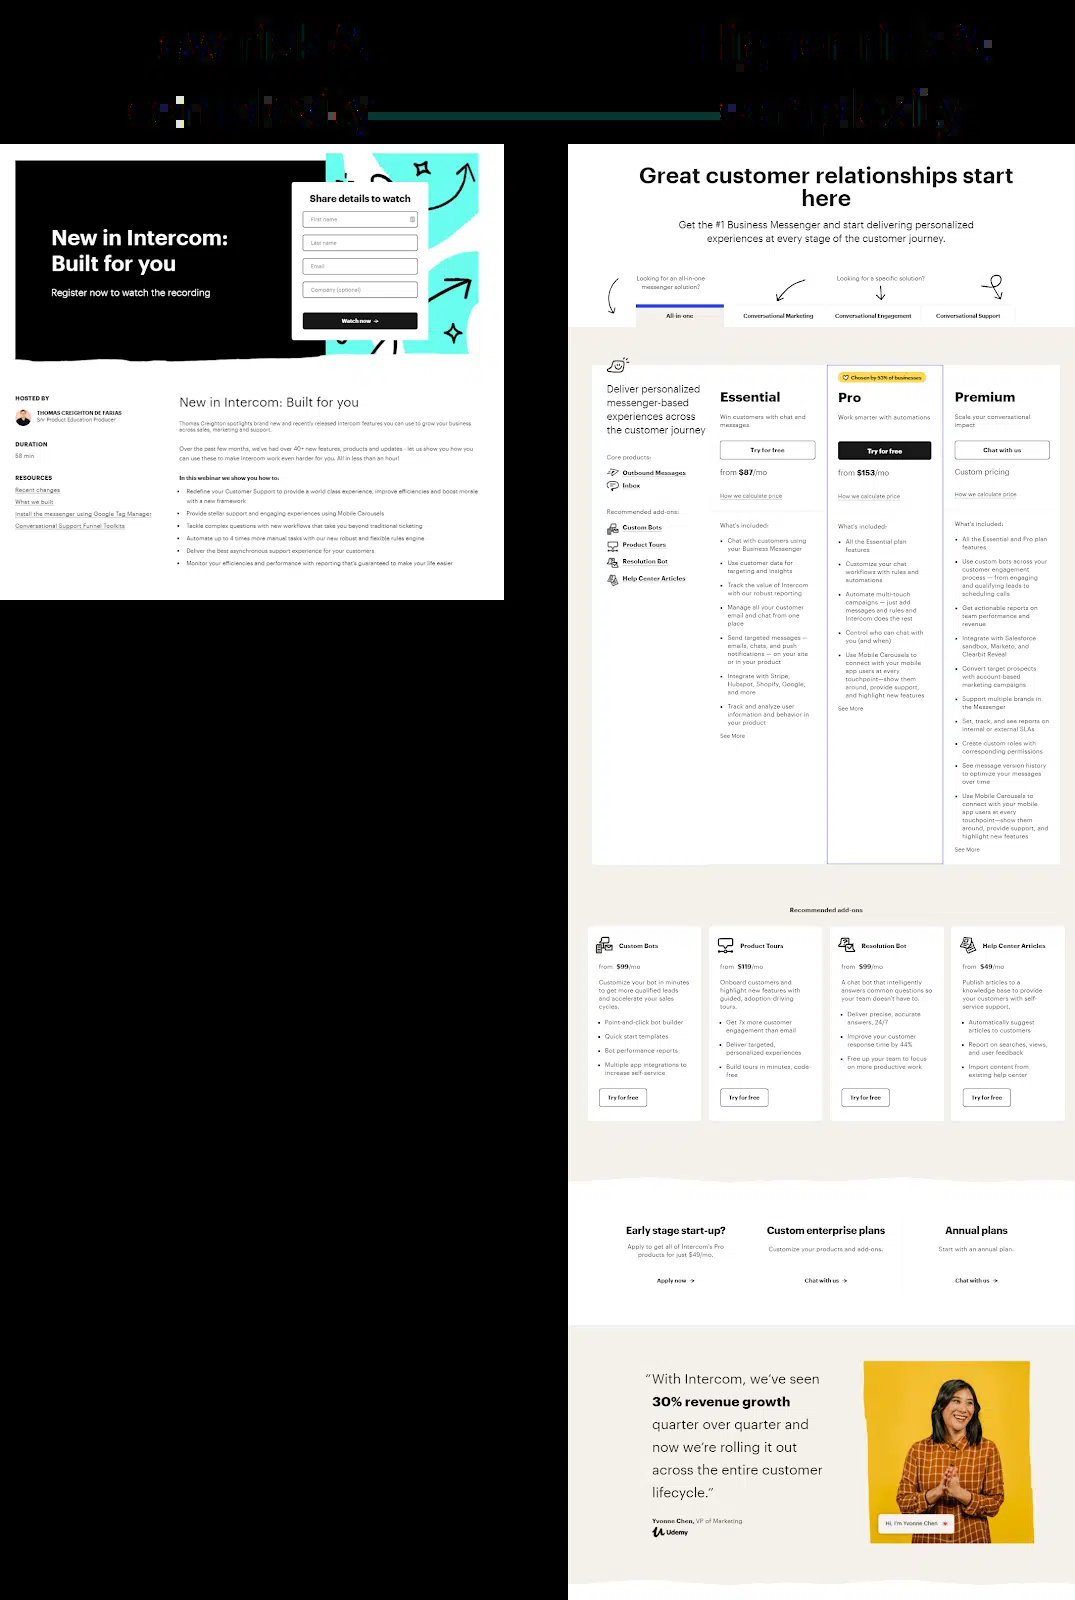 New in Intercom:
Built for you
Register now to watch the recording
Share details to watch
First name
Last name
Email
Company (optional)
Watch now →
HOSTED BY
THOMAS CREIGHTON DE FARIAS
Snr Product Education Producer
DURATION
58 min
RESOURCES
Recent changes
What we built
Install the messenger using Google Tag Manager
Conversational Support Funnel Toolkits
New in Intercom: Built for you
Thomas Creighton spotlights brand new and recently released Intercom features you can use to grow your business
across sales, marketing and support.
Over the past few months, we've had over 40+ new features, products and updates - let us show you how you
can use these to make Intercom work even harder for you. All in less than an hour!
In this webinar we show you how to:
• Redefine your Customer Support to provide a world class experience, improve efficiencies and boost morale
with a new framework
• Provide stellar support and engaging experiences using Mobile Carousels
• Tackle complex questions with new workflows that take you beyond traditional ticketing
• Automate up to 4 times more manual tasks with our new robust and flexible rules engine
• Deliver the best asynchronous support experience for your customers
• Monitor your efficiencies and performance with reporting that's guaranteed to make your life easier
Great customer relationships start
here
Get the #1 Business Messenger and start delivering personalized
experiences at every stage of the customer journey.
Looking for an all-in-one
messenger solution?
Looking for a specific solution?
All-in-one
Conversational Marketing
Conversational Engagement
Conversational Support
Deliver personalized
messenger-based
experiences across
the customer journey
Core products:
Outbound Messages
Inbox
Recommended add-ons:
Custom Bots
Product Tours
Resolution Bot
Help Center Articles
Essential
Win customers with chat and
messages
Try for free
from $87/mo
How we calculate price
What's included:
• Chat with customers using
your Business Messenger
• Use customer data for
targeting and insights
• Track the value of Intercom
with our robust reporting
• Manage all your customer
email and chat from one
place
• Send targeted messages —
emails, chats, and push
notifications — on your site
or in your product
• Integrate with Stripe,
Hubspot, Shopify, Google,
and more
• Track and analyze user
information and behavior in
your product
See More
Chosen by 53% of businesses
Pro
Work smarter with automations
Try for free
from $153/mo
How we calculate price
What's included:
• All the Essential plan
features
• Customize your chat
workflows with rules and
automations
• Automate multi-touch
campaigns — just add
messages and rules and
Intercom does the rest
• Control who can chat with
you (and when)
• Use Mobile Carousels to
connect with your mobile
app users at every
touchpoint—show them
around, provide support,
and highlight new features
See More
Premium
Scale your conversational
impact
Chat with us
Custom pricing
How we calculate price
What's included:
• All the Essential and Pro plan
features
• Use custom bots across your
customer engagement
process — from engaging
and qualifying leads to
scheduling calls
• Get actionable reports on
team performance and
revenue
• Integrate with Salesforce
sandbox, Marketo, and
Clearbit Reveal
• Convert target prospects
with account-based
marketing campaigns
• Support multiple brands in
the Messenger
• Set, track, and see reports on
internal or external SLAs
• Create custom roles with
corresponding permissions
• See message version history
to optimize your messages
over time
• Use Mobile Carousels to
connect with your mobile
app users at every
touchpoint—show them
around, provide support, and
highlight new features
See More
Recommended add-ons
Custom Bots
from $99/mo
Customize your bot in minutes
to get more qualified leads
and accelerate your sales
cycles.
• Point-and-click bot builder
• Quick start templates
• Bot performance reports
• Multiple app integrations to
increase self-service
Try for free
Product Tours
from $119/mo
Onboard customers and
highlight new features with
guided, adoption-driving
tours.
• Get 7x more customer
engagement than email
• Deliver targeted,
personalized experiences
• Build tours in minutes, code-
free
Try for free
Resolution Bot
from $99/mo
A chat bot that intelligently
answers common questions so
your team doesn't have to.
• Deliver precise, accurate
answers, 24/7
• Improve your customer
response time by 44%
• Free up your team to focus
on more productive work
Try for free
Help Center Articles
from $49/mo
Publish articles to a
knowledge base to provide
your customers with self-
service support.
• Automatically suggest
articles to customers
• Report on searches, views,
and user feedback
• Import content from
existing help center
Try for free
Early stage start-up?
Apply to get all of Intercom's Pro
products for just $49/mo.
Apply now →
Custom enterprise plans
Customize your products and add-ons.
Chat with us →
Annual plans
Start with an annual plan.
Chat with us →
“With Intercom, we've seen
30% revenue growth
quarter over quarter and
now we're rolling it out
across the entire customer
lifecycle.”
Yvonne Chen, VP of Marketing
Udemy
Hi, I'm Yvonne Chen